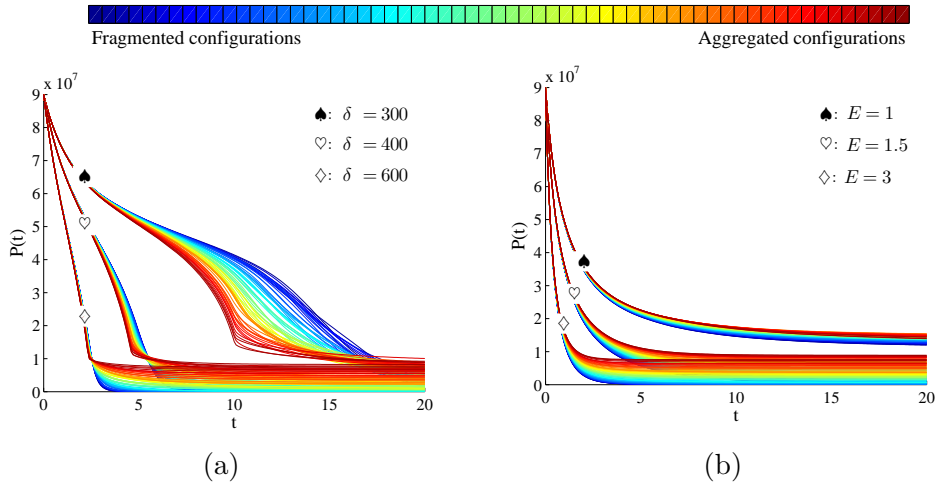 Fragmented configurations Aggregated configurations
x 10^7
9
8
7
6
5
4
3
2
1
0
P(t)
0 5 10 15 20
t
♠: δ = 300
♡: δ = 400
♢: δ = 600
♠
♡
♢
(a)
x 10^7
9
8
7
6
5
4
3
2
1
0
P(t)
0 5 10 15 20
t
♠: E = 1
♡: E = 1.5
♢: E = 3
♠
♡
♢
(b)